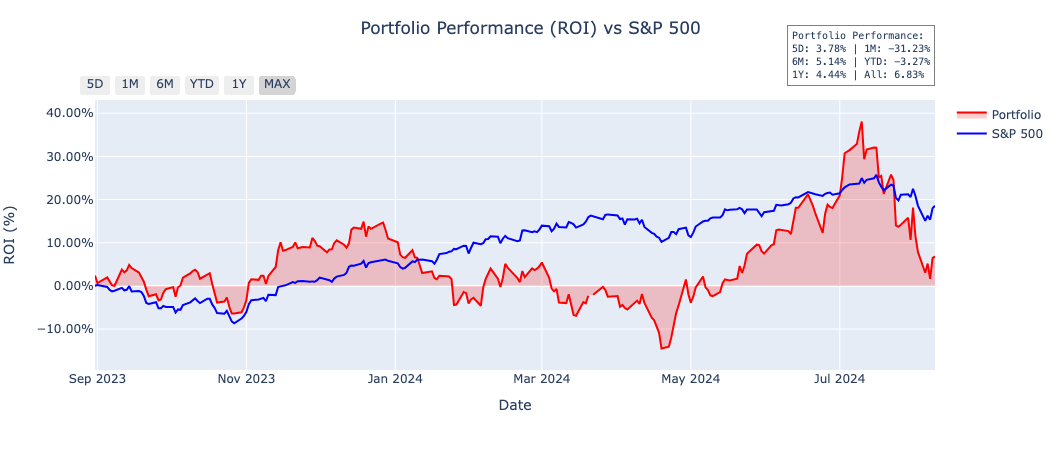 Portfolio Performance (ROI) vs S&P 500
Portfolio Performance:
5D: 3.78% | 1M: −31.23%
6M: 5.14% | YTD: −3.27%
1Y: 4.44% | All: 6.83%
5D 1M 6M YTD 1Y MAX
40.00%
30.00%
20.00%
10.00%
0.00%
−10.00%
ROI (%)
Portfolio
S&P 500
Sep 2023 Nov 2023 Jan 2024 Mar 2024 May 2024 Jul 2024
Date